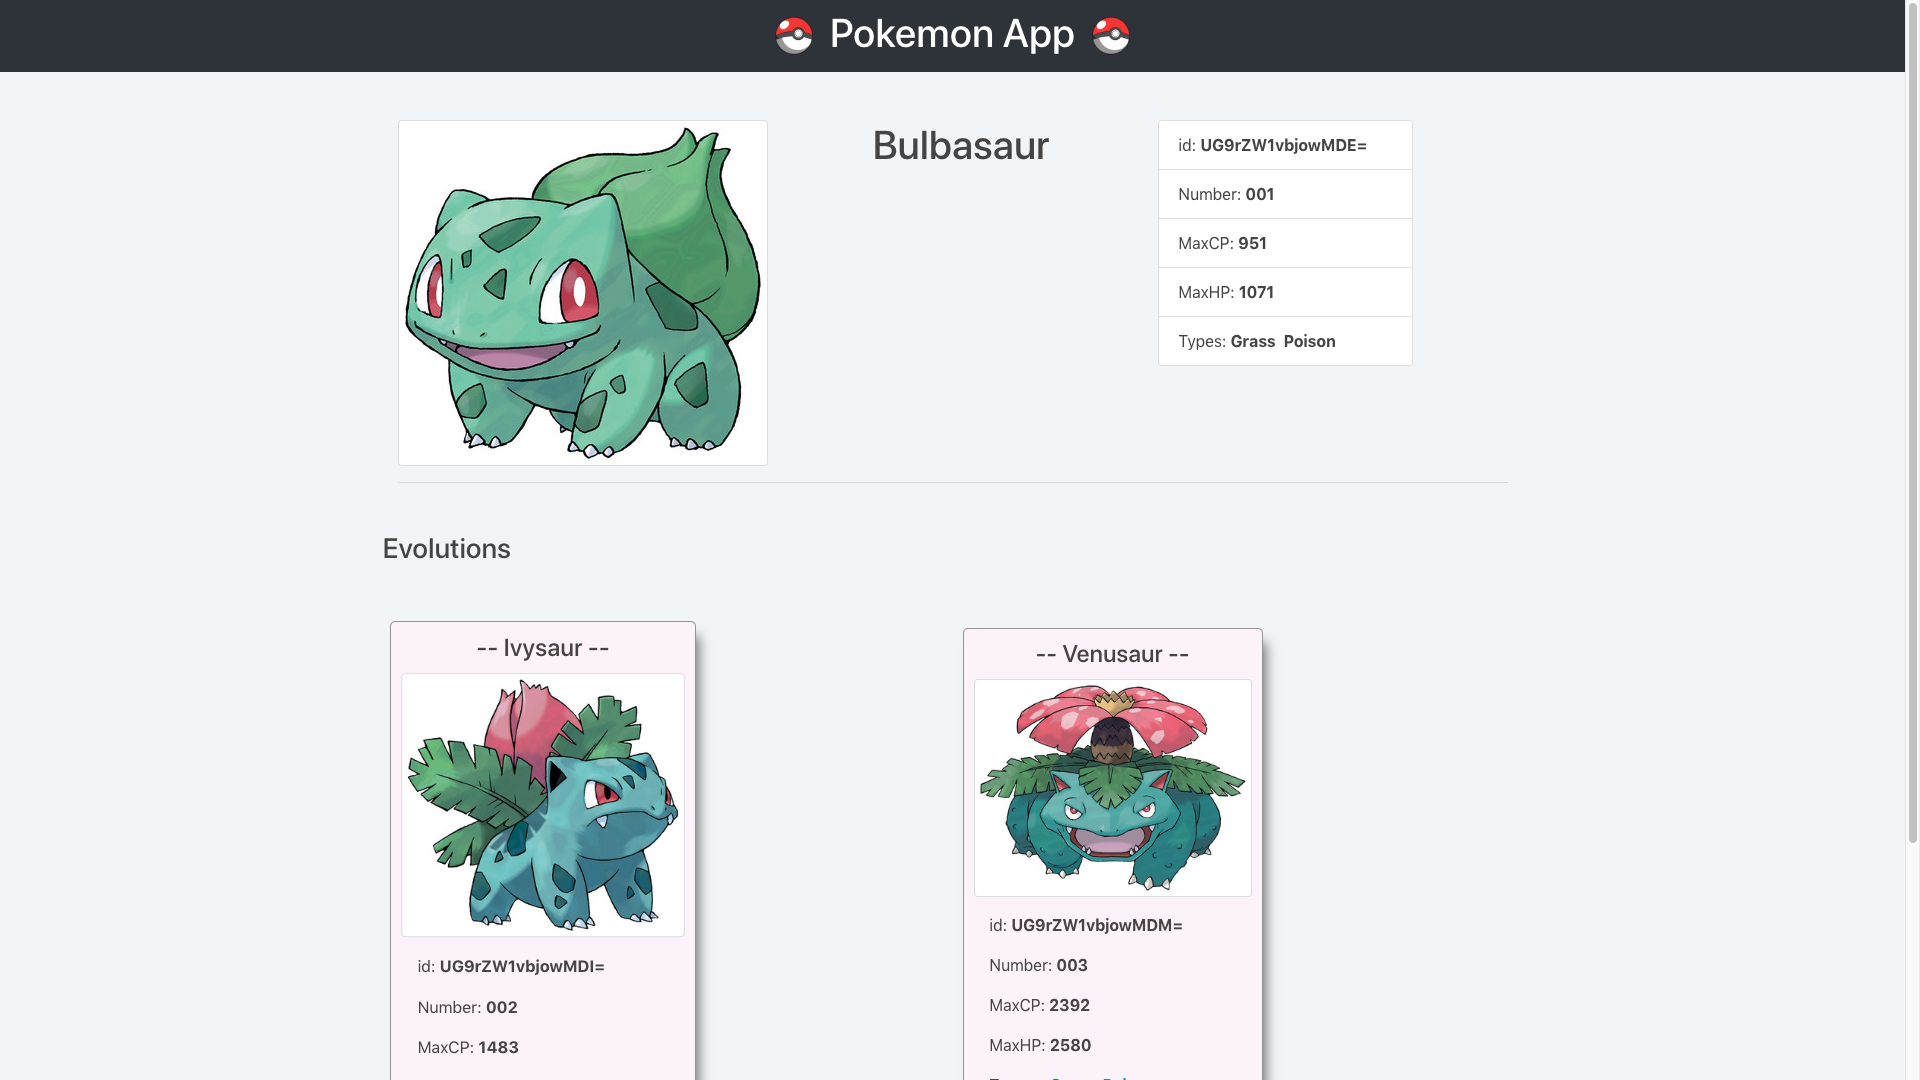 Pokemon App
Bulbasaur
id: UG9rZW1vbjowMDE=
Number: 001
MaxCP: 951
MaxHP: 1071
Types: Grass Poison
Evolutions
-- Ivysaur --
id: UG9rZW1vbjowMDI=
Number: 002
MaxCP: 1483
-- Venusaur --
id: UG9rZW1vbjowMDM=
Number: 003
MaxCP: 2392
MaxHP: 2580